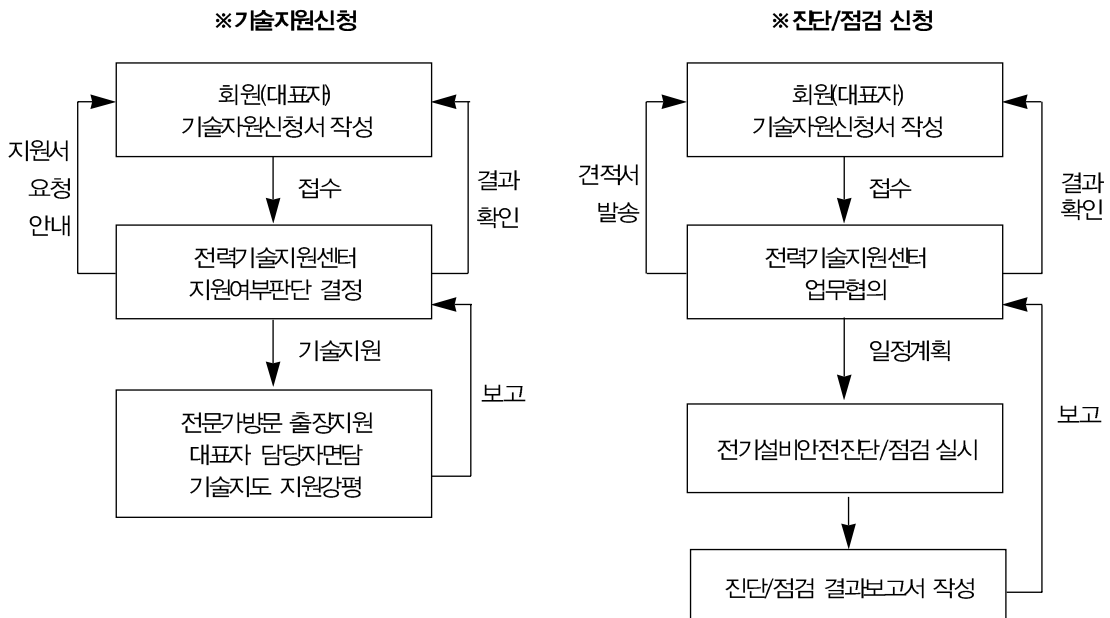 ※기술지원신청
회원(대표자)
기술자원신청서 작성
지원서
요청
안내
접수
결과
확인
전력기술지원센터
지원여부판단 결정
기술지원
보고
전문가방문 출장지원
대표자 담당자면담
기술지도 지원강평
※진단/점검 신청
회원(대표자)
기술자원신청서 작성
견적서
발송
접수
결과
확인
전력기술지원센터
업무협의
일정계획
보고
전기설비안전진단/점검 실시
진단/점검 결과보고서 작성